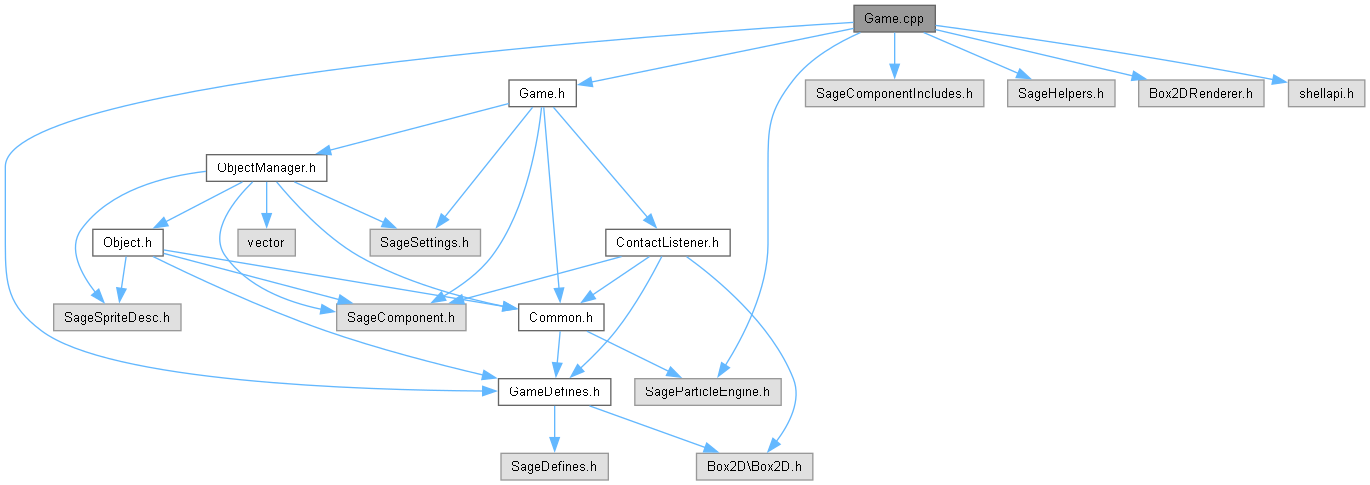 Game.cpp
Game.h
SageComponentIncludes.h
SageHelpers.h
Box2DRenderer.h
shellapi.h
ObjectManager.h
Object.h
vector
SageSettings.h
ContactListener.h
SageSpriteDesc.h
SageComponent.h
Common.h
GameDefines.h
SageParticleEngine.h
SageDefines.h
Box2D\Box2D.h